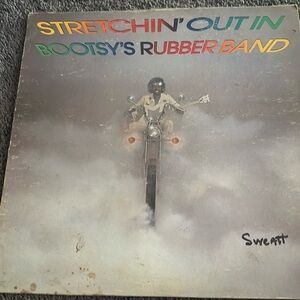 STRETCHIN' OUT IN
BOOTSY'S RUBBER BAND
Sweatt